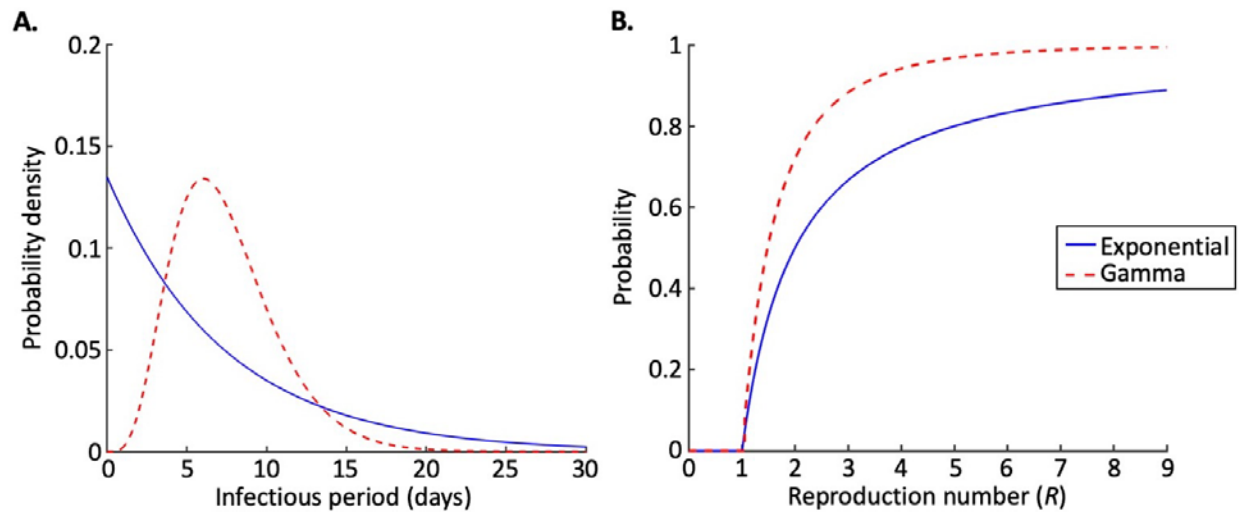 A.
0.2
0.15
0.1
0.05
0
Probability density
0 5 10 15 20 25 30
Infectious period (days)
B.
1
0.8
0.6
0.4
0.2
0
Probability
0 1 2 3 4 5 6 7 8 9
Reproduction number (R)
Exponential
Gamma